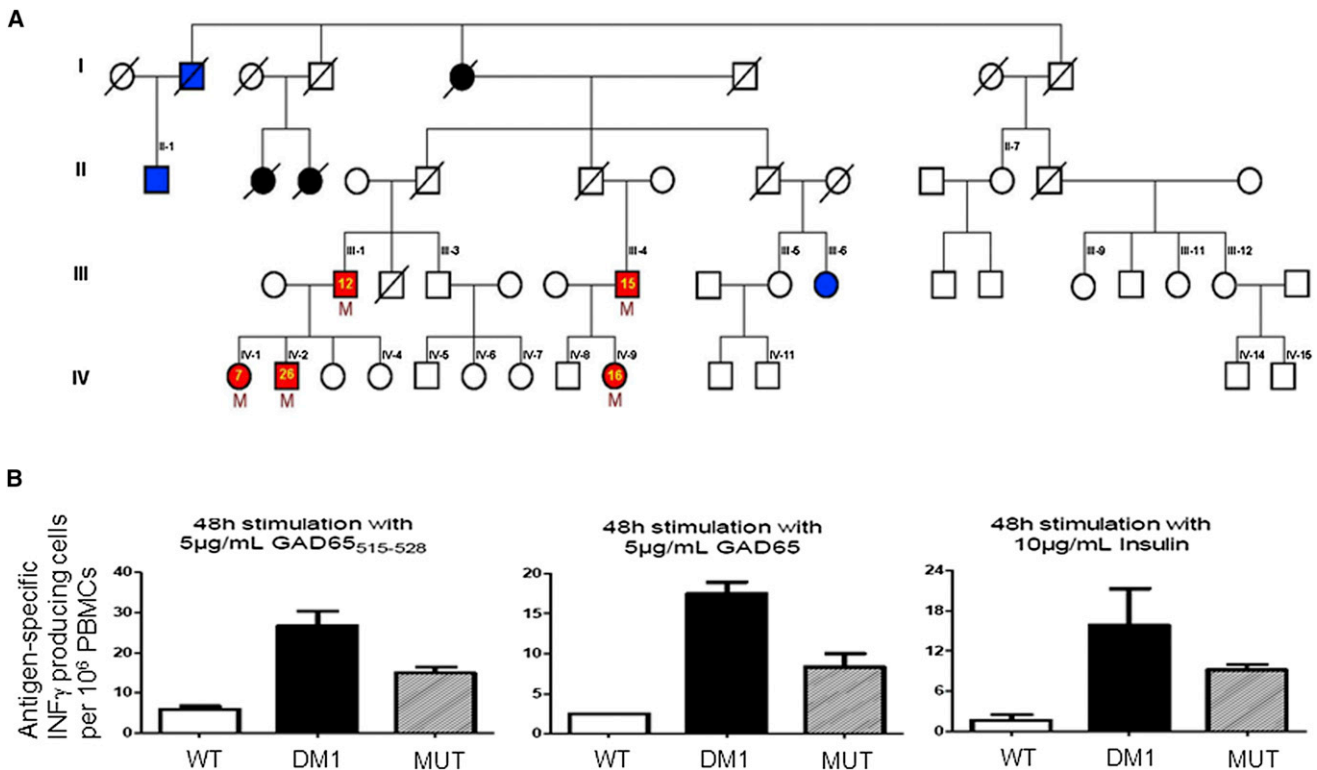 A
I
II-1
II-7
II
III-1 III-3 III-4 III-5 III-6 III-9 III-11 III-12
III
12 15
M M
IV-1 IV-2 IV-4 IV-5 IV-6 IV-7 IV-8 IV-9 IV-11 IV-14 IV-15
IV
7 26 16
M M M
B
Antigen-specific
INFγ producing cells
per 10⁶ PBMCs
48h stimulation with
5µg/mL GAD65₅₁₅₋₅₂₈
40
30
20
10
0
WT DM1 MUT
48h stimulation with
5µg/mL GAD65
20
15
10
5
0
WT DM1 MUT
48h stimulation with
10µg/mL Insulin
24
18
12
6
0
WT DM1 MUT